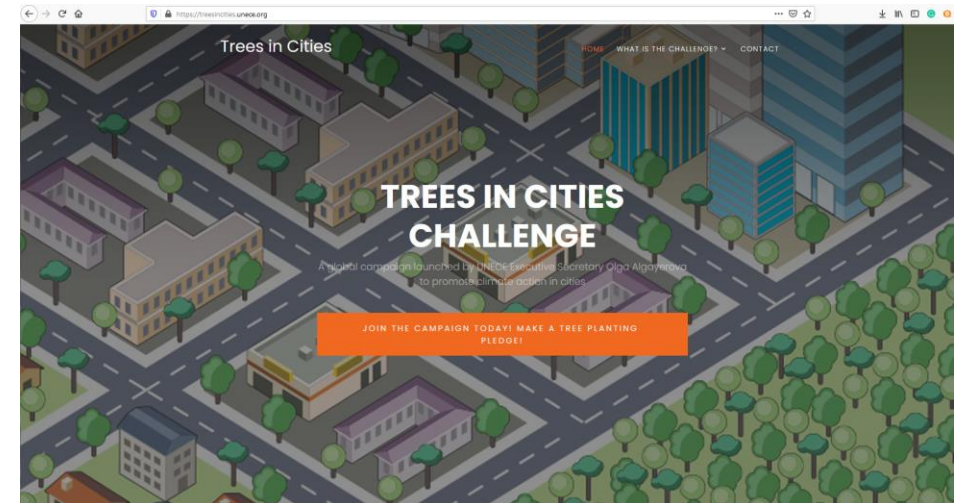 https://treesincities.unece.org
Trees in Cities
HOME WHAT IS THE CHALLENGE? CONTACT
TREES IN CITIES
CHALLENGE
A global campaign launched by UNECE Executive Secretary Olga Algayerova
to promote climate action in cities
JOIN THE CAMPAIGN TODAY! MAKE A TREE PLANTING
PLEDGE!